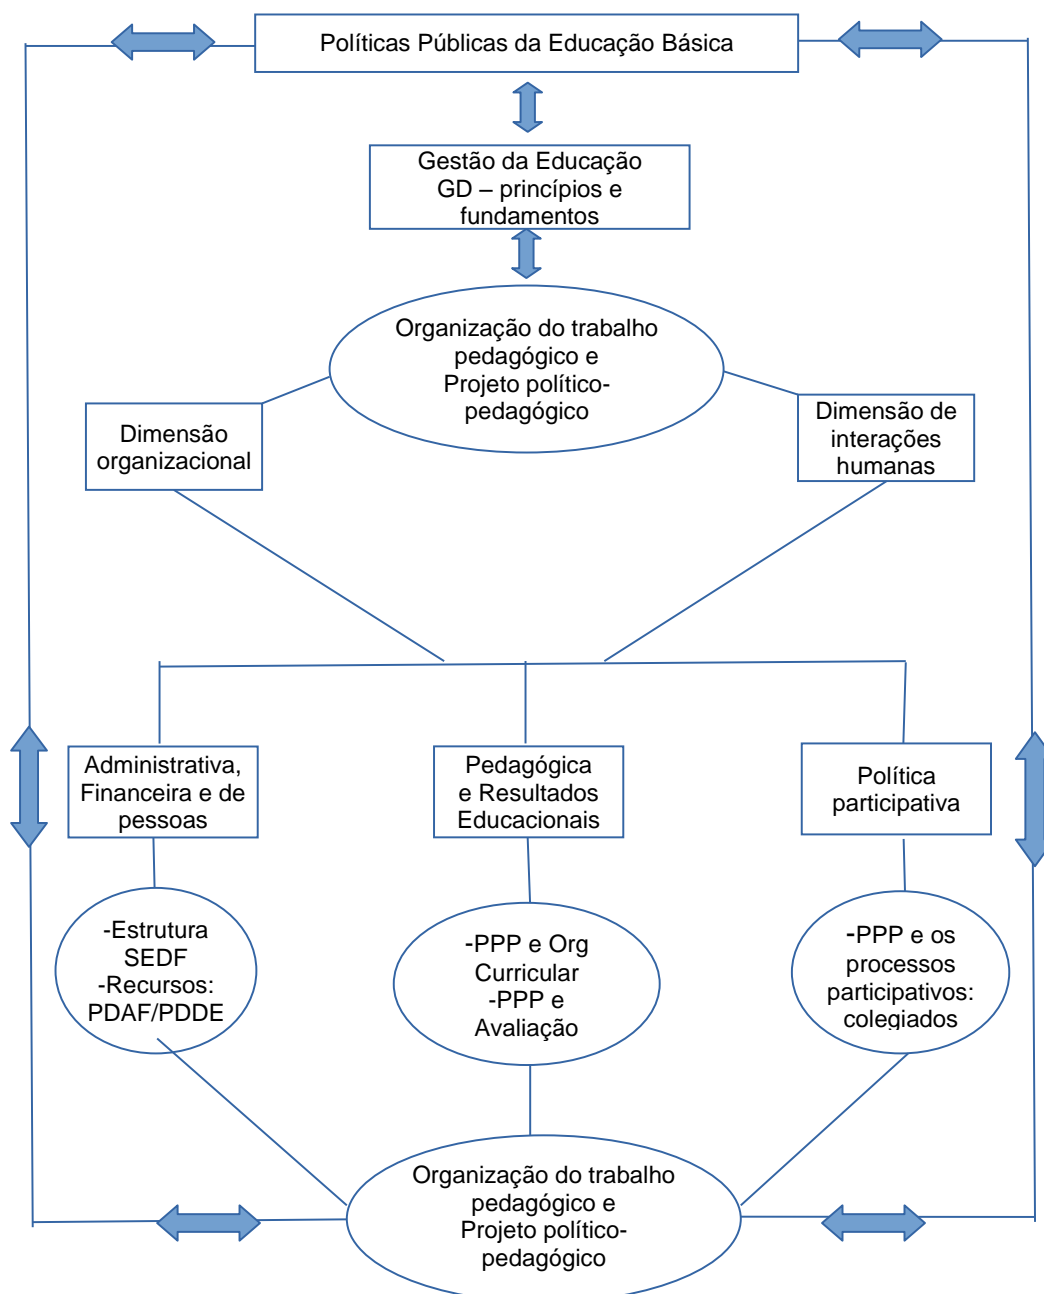 Políticas Públicas da Educação Básica
Gestão da Educação
GD – princípios e
fundamentos
Organização do trabalho
pedagógico e
Projeto político-
pedagógico
Dimensão
organizacional
Dimensão de
interações
humanas
Administrativa,
Financeira e de
pessoas
Pedagógica
e Resultados
Educacionais
Política
participativa
-Estrutura
SEDF
-Recursos:
PDAF/PDDE
-PPP e Org
Curricular
-PPP e
Avaliação
-PPP e os
processos
participativos:
colegiados
Organização do trabalho
pedagógico e
Projeto político-
pedagógico